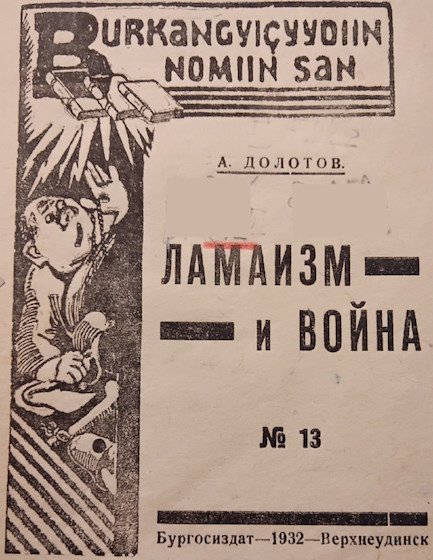 BURKANGYIÇYYDIIN
NOMIIN SAN
А. ДОЛОТОВ.
ЛАМАИЗМ
и ВОЙНА
№ 13
Бургосиздат—1932—Верхнеудинск